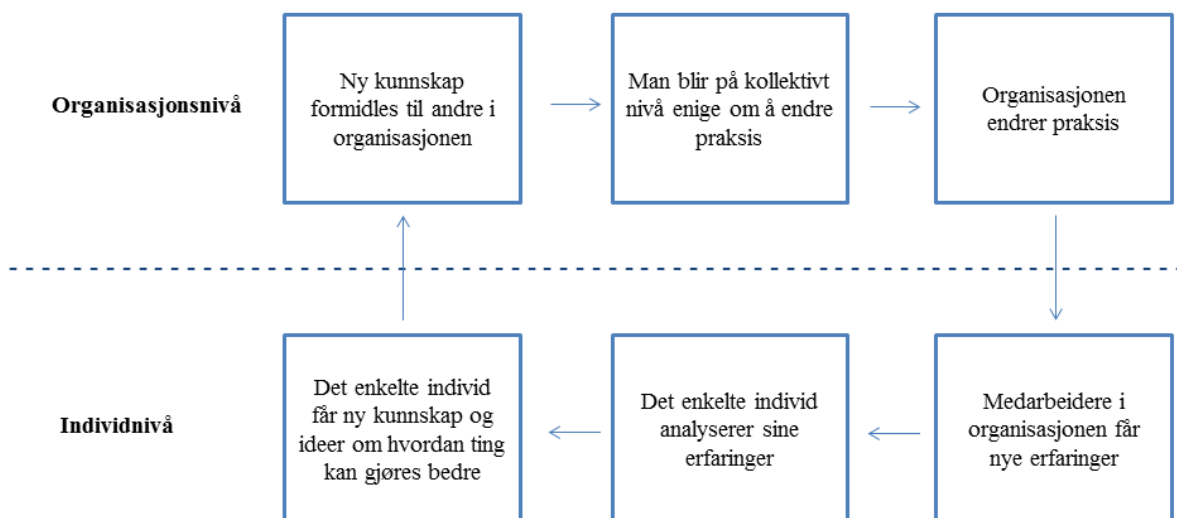 Organisasjonsnivå
Ny kunnskap
formidles til andre i
organisasjonen
Man blir på kollektivt
nivå enige om å endre
praksis
Organisasjonen
endrer praksis
Individnivå
Det enkelte individ
får ny kunnskap og
ideer om hvordan ting
kan gjøres bedre
Det enkelte individ
analyserer sine
erfaringer
Medarbeidere i
organisasjonen får
nye erfaringer